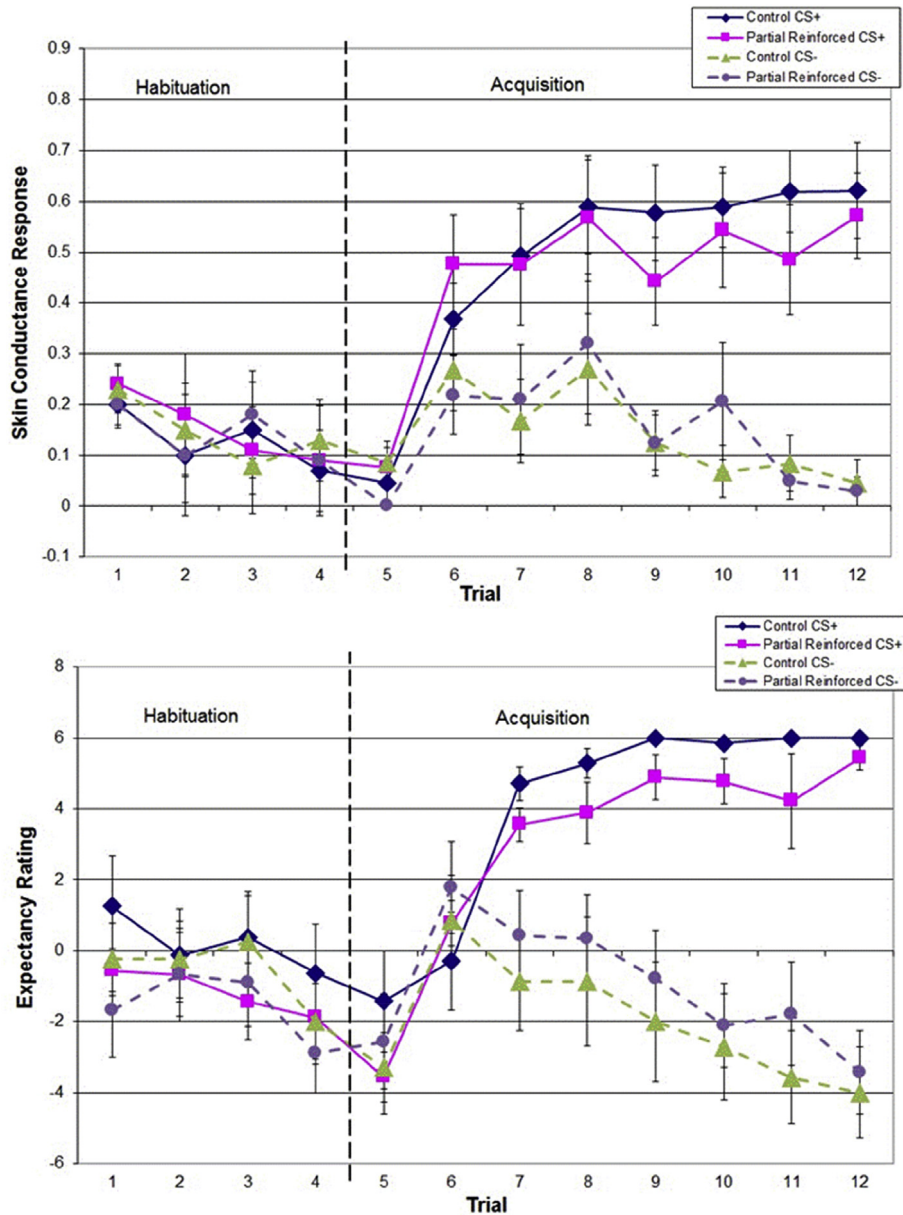 Control CS+
Partial Reinforced CS+
Control CS-
Partial Reinforced CS-
Habituation
Acquisition
Skin Conductance Response
0.9
0.8
0.7
0.6
0.5
0.4
0.3
0.2
0.1
0
-0.1
1 2 3 4 5 6 7 8 9 10 11 12
Trial
Control CS+
Partial Reinforced CS+
Control CS-
Partial Reinforced CS-
Habituation
Acquisition
Expectancy Rating
8
6
4
2
0
-2
-4
-6
1 2 3 4 5 6 7 8 9 10 11 12
Trial